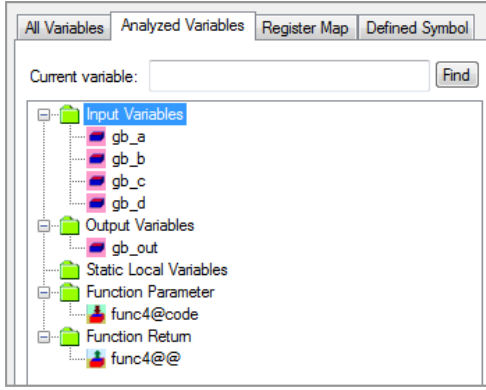 All Variables Analyzed Variables Register Map Defined Symbol
Current variable: Find
Input Variables
gb_a
gb_b
gb_c
gb_d
Output Variables
gb_out
Static Local Variables
Function Parameter
func4@code
Function Return
func4@@